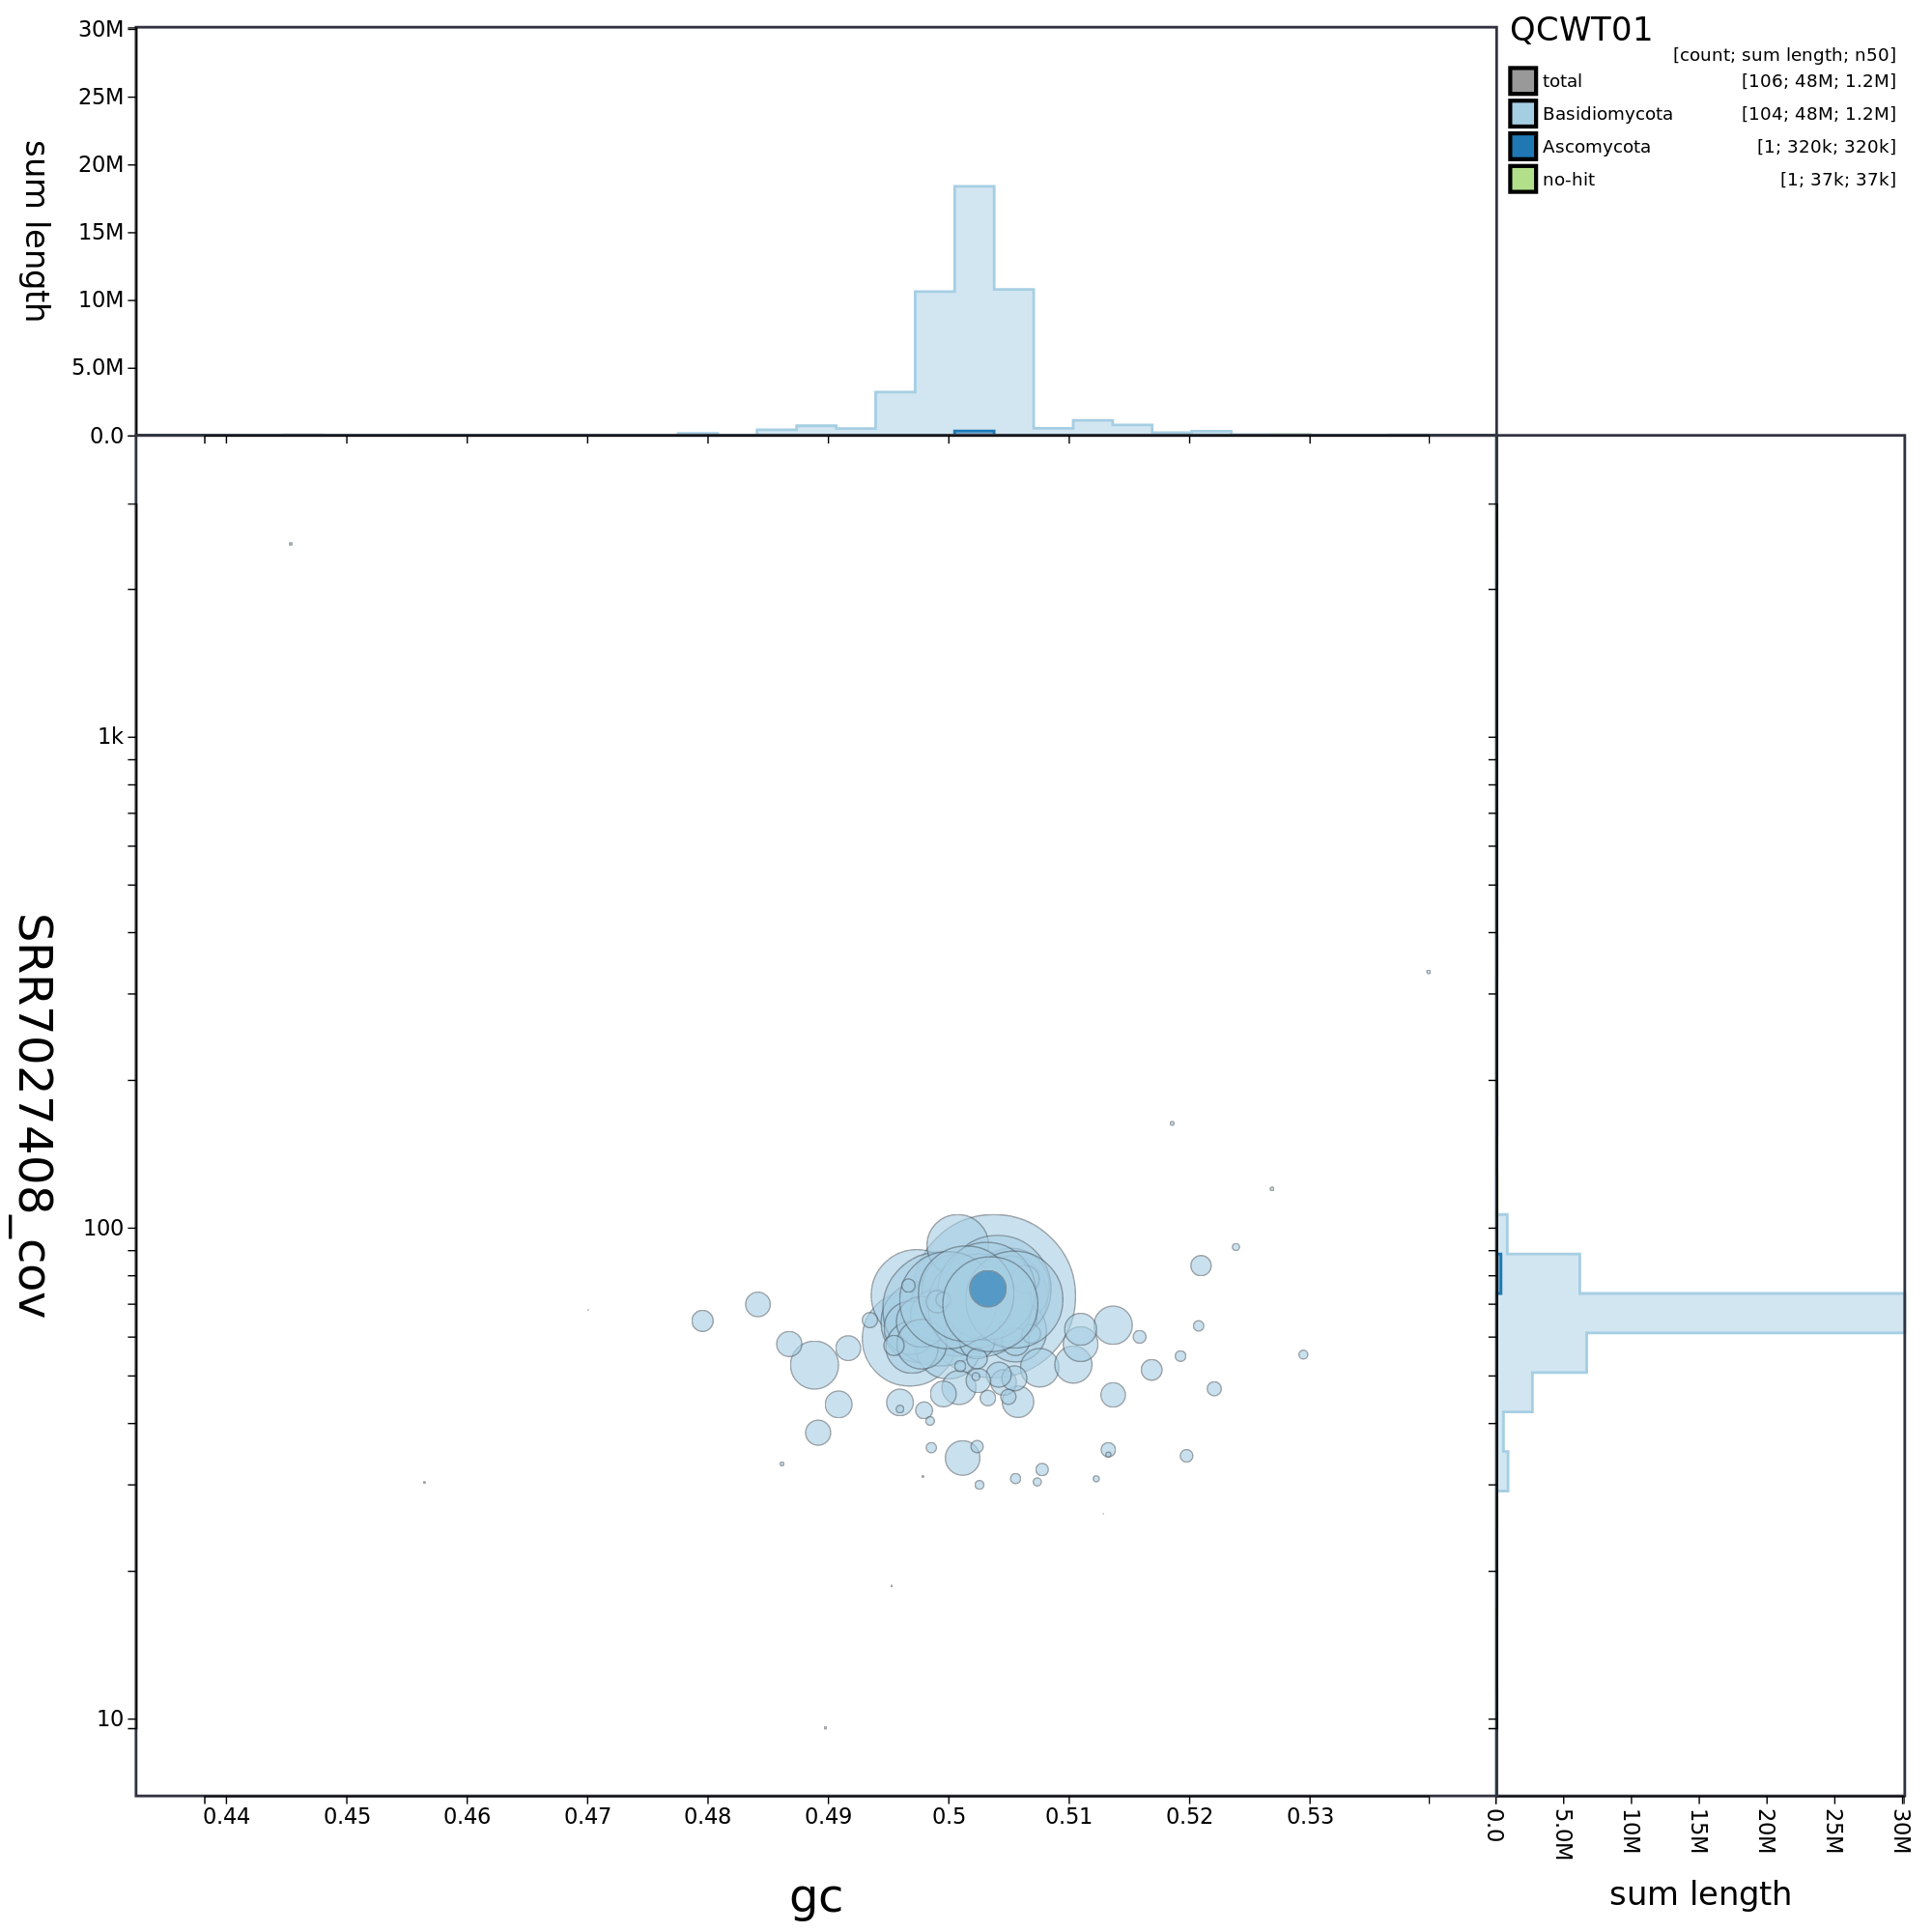 QCWT01
[count; sum length; n50]
total [106; 48M; 1.2M]
Basidiomycota [104; 48M; 1.2M]
Ascomycota [1; 320k; 320k]
no-hit [1; 37k; 37k]
30M
25M
20M
15M
10M
5.0M
0.0
sum length
1k
100
10
SRR7027408_cov
0.44 0.45 0.46 0.47 0.48 0.49 0.5 0.51 0.52 0.53
gc
0.0 5.0M 10M 15M 20M 25M 30M
sum length